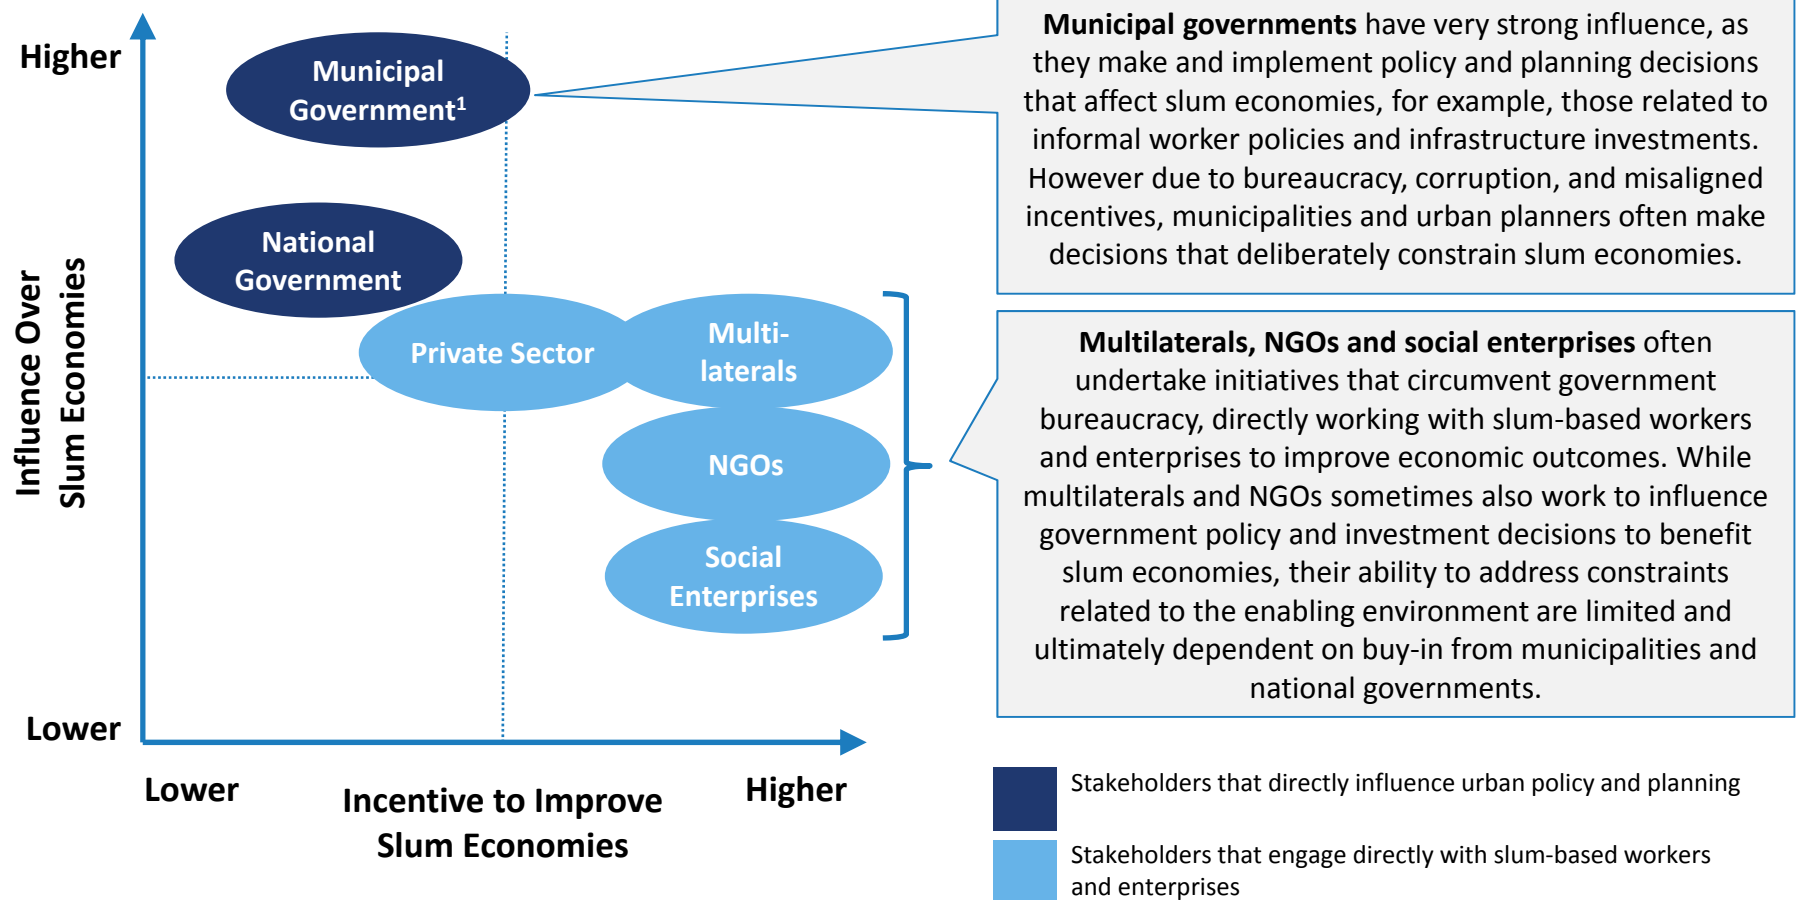 Higher
Municipal
Government1
National
Government
Private Sector
Multi-
laterals
NGOs
Social
Enterprises
Influence Over
Slum Economies
Lower
Lower
Incentive to Improve
Slum Economies
Higher
Municipal governments have very strong influence, as
they make and implement policy and planning decisions
that affect slum economies, for example, those related to
informal worker policies and infrastructure investments.
However due to bureaucracy, corruption, and misaligned
incentives, municipalities and urban planners often make
decisions that deliberately constrain slum economies.
Multilaterals, NGOs and social enterprises often
undertake initiatives that circumvent government
bureaucracy, directly working with slum-based workers
and enterprises to improve economic outcomes. While
multilaterals and NGOs sometimes also work to influence
government policy and investment decisions to benefit
slum economies, their ability to address constraints
related to the enabling environment are limited and
ultimately dependent on buy-in from municipalities and
national governments.
Stakeholders that directly influence urban policy and planning
Stakeholders that engage directly with slum-based workers
and enterprises